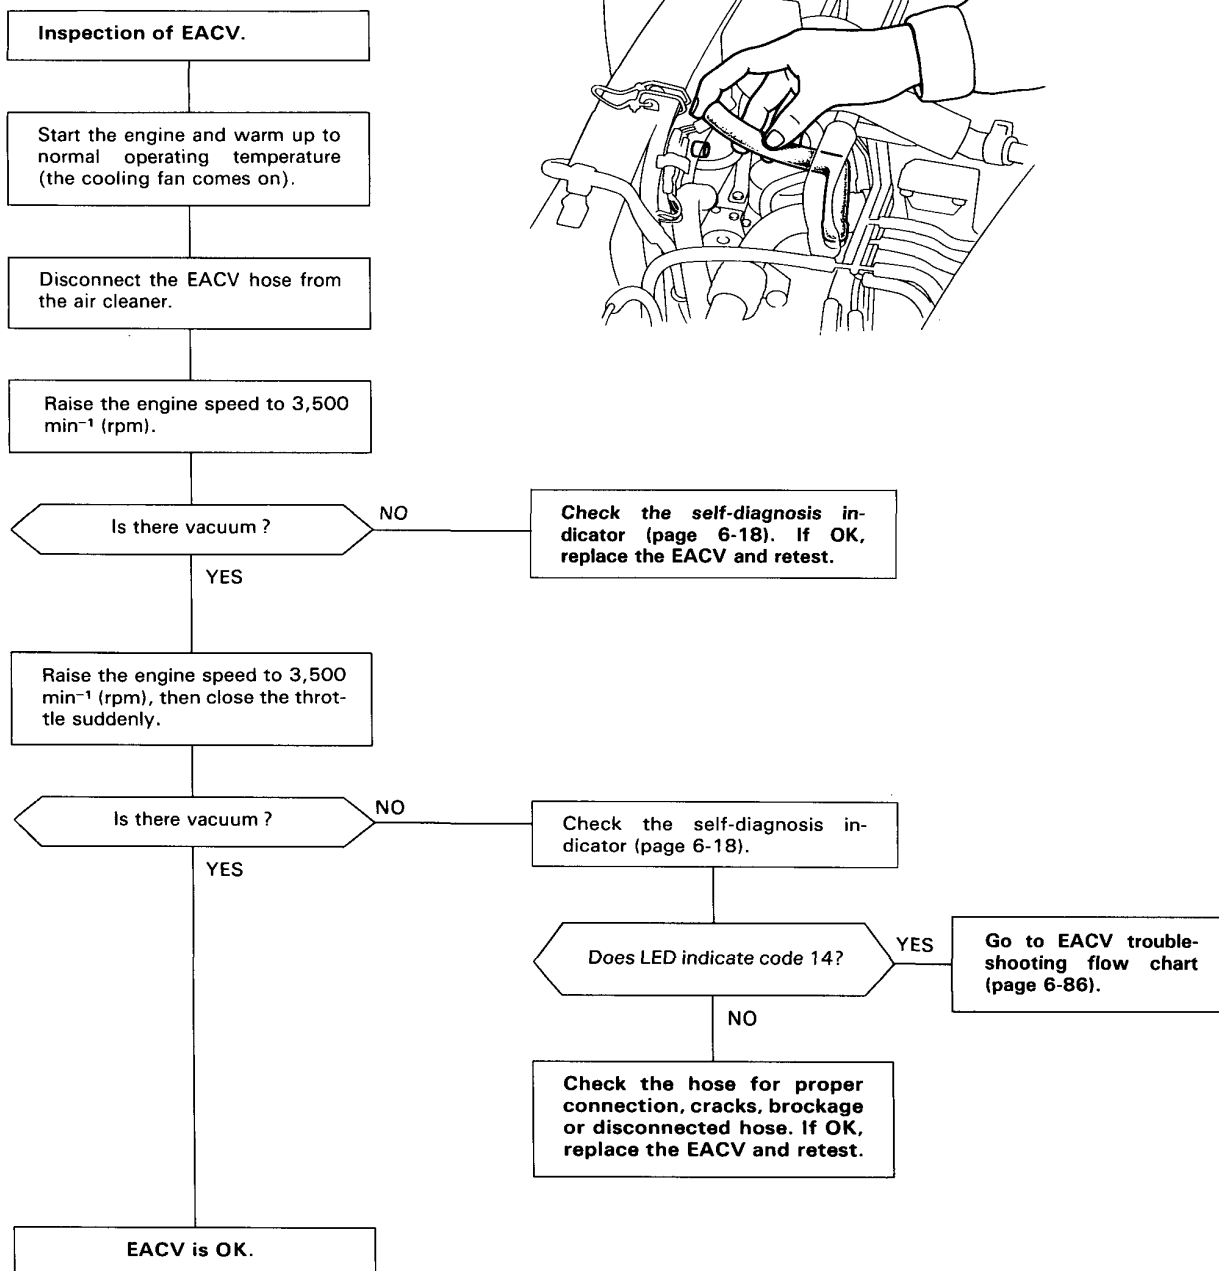 Inspection of EACV.
Start the engine and warm up to
normal operating temperature
(the cooling fan comes on).
Disconnect the EACV hose from
the air cleaner.
Raise the engine speed to 3,500
min⁻¹ (rpm).
Is there vacuum ?
NO
Check the self-diagnosis in-
dicator (page 6-18). If OK,
replace the EACV and retest.
YES
Raise the engine speed to 3,500
min⁻¹ (rpm), then close the throt-
tle suddenly.
Is there vacuum ?
NO
Check the self-diagnosis in-
dicator (page 6-18).
YES
Does LED indicate code 14?
YES
Go to EACV trouble-
shooting flow chart
(page 6-86).
NO
Check the hose for proper
connection, cracks, brockage
or disconnected hose. If OK,
replace the EACV and retest.
EACV is OK.